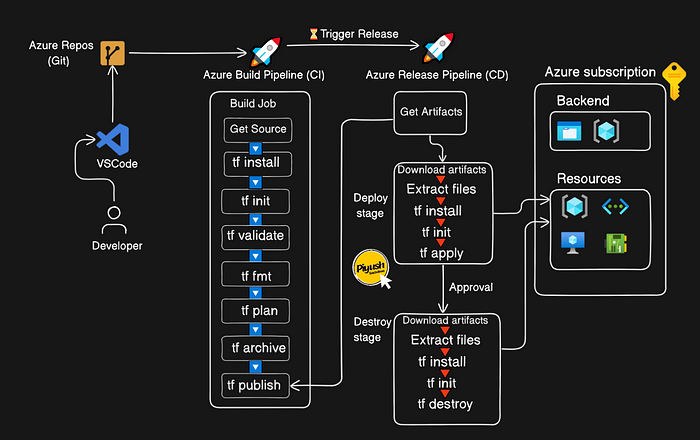 Azure Repos
(Git)
Trigger Release
Azure Build Pipeline (CI)
Azure Release Pipeline (CD)
Azure subscription
VSCode
Developer
Build Job
Get Source
tf install
tf init
tf validate
tf fmt
tf plan
tf archive
tf publish
Get Artifacts
Deploy
stage
Download artifacts
Extract files
tf install
tf init
tf apply
Piyush
Approval
Destroy
stage
Download artifacts
Extract files
tf install
tf init
tf destroy
Backend
Resources